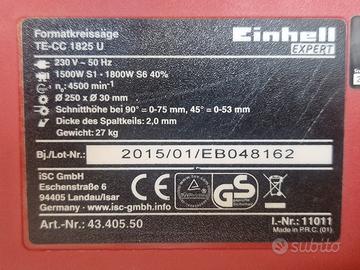 Formatkreissäge
TE-CC 1825 U
Einhell
EXPERT
230 V ~ 50 Hz
1500W S1 - 1800W S6 40%
n₀: 4500 min⁻¹
Ø 250 x Ø 30 mm
Schnitthöhe bei 90° = 0-75 mm, 45° = 0-53 mm
Dicke des Spaltkeils: 2,0 mm
Gewicht: 27 kg
Bj./Lot-Nr.: 2015/01/EB048162
iSC GmbH
Eschenstraße 6
94405 Landau/Isar
Germany - www.isc-gmbh.info
CE
GS
geprüfte
Sicherheit
Art.-Nr.: 43.405.50
I.-Nr.: 11011
Made in P.R.C. (01)
subito